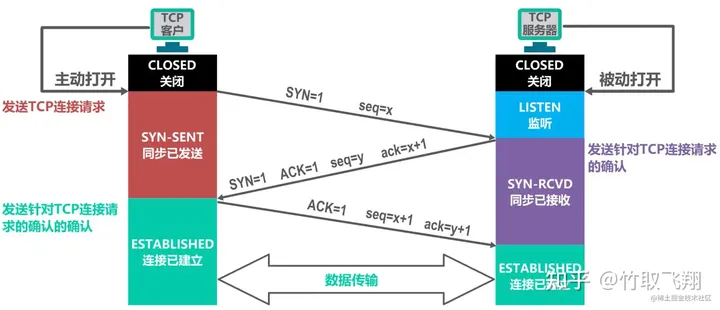 TCP
客户
TCP
服务器
CLOSED
关闭
CLOSED
关闭
主动打开
被动打开
发送TCP连接请求
SYN=1 seq=x
LISTEN
监听
SYN-SENT
同步已发送
SYN=1 ACK=1 seq=y ack=x+1
发送针对TCP连接请求
的确认
SYN-RCVD
同步已接收
发送针对TCP连接请
求的确认的确认
ACK=1 seq=x+1 ack=y+1
ESTABLISHED
连接已建立
数据传输
ESTABLISHED
连接已
知乎 @竹取飞翔
@稀土掘金技术社区